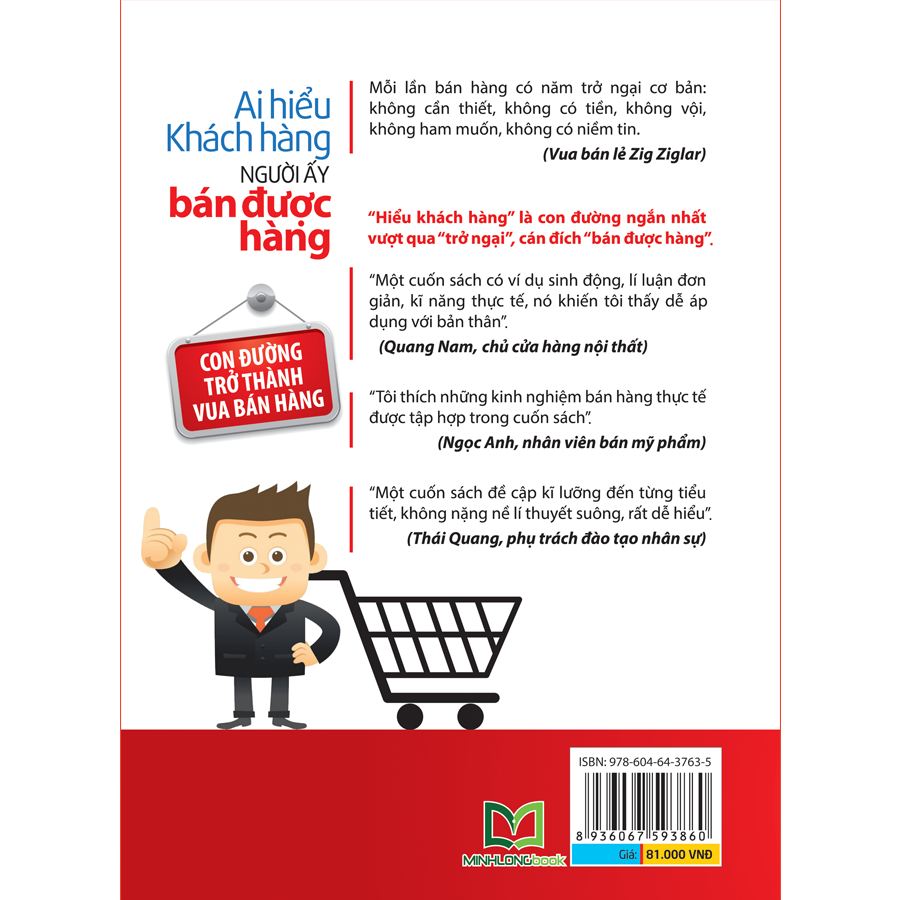 Ai hiểu
Khách hàng
NGƯỜI ẤY
bán được
hàng
CON ĐƯỜNG
TRỞ THÀNH
VUA BÁN HÀNG
Mỗi lần bán hàng có năm trở ngại cơ bản:
không cần thiết, không có tiền, không vội,
không ham muốn, không có niềm tin.
(Vua bán lẻ Zig Ziglar)
“Hiểu khách hàng” là con đường ngắn nhất
vượt qua “trở ngại”, cán đích “bán được hàng”.
“Một cuốn sách có ví dụ sinh động, lí luận đơn
giản, kĩ năng thực tế, nó khiến tôi thấy dễ áp
dụng với bản thân”.
(Quang Nam, chủ cửa hàng nội thất)
“Tôi thích những kinh nghiệm bán hàng thực tế
được tập hợp trong cuốn sách”.
(Ngọc Anh, nhân viên bán mỹ phẩm)
“Một cuốn sách đề cập kĩ lưỡng đến từng tiểu
tiết, không nặng nề lí thuyết suông, rất dễ hiểu”.
(Thái Quang, phụ trách đào tạo nhân sự)
MINHLONGbook
ISBN: 978-604-64-3763-5
8 936067 593860
Giá: 81.000 VNĐ